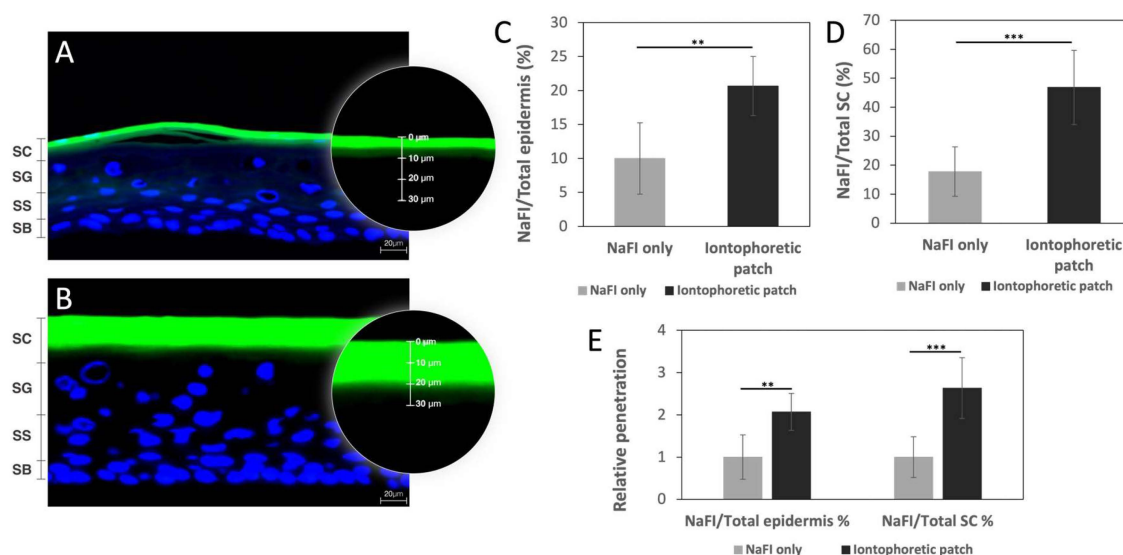 A
SC
SG
SS
SB
0 µm
10 µm
20 µm
30 µm
20µm
B
SC
SG
SS
SB
0 µm
10 µm
20 µm
30 µm
20µm
C
NaFl/Total epidermis (%)
30
25
20
15
10
5
0
**
NaFl only
Iontophoretic
patch
NaFl only Iontophoretic patch
D
NaFl/Total SC (%)
70
60
50
40
30
20
10
0
***
NaFl only
Iontophoretic
patch
NaFl only Iontophoretic patch
E
Relative penetration
4
3
2
1
0
**
***
NaFl/Total epidermis %
NaFl/Total SC %
NaFl only Iontophoretic patch